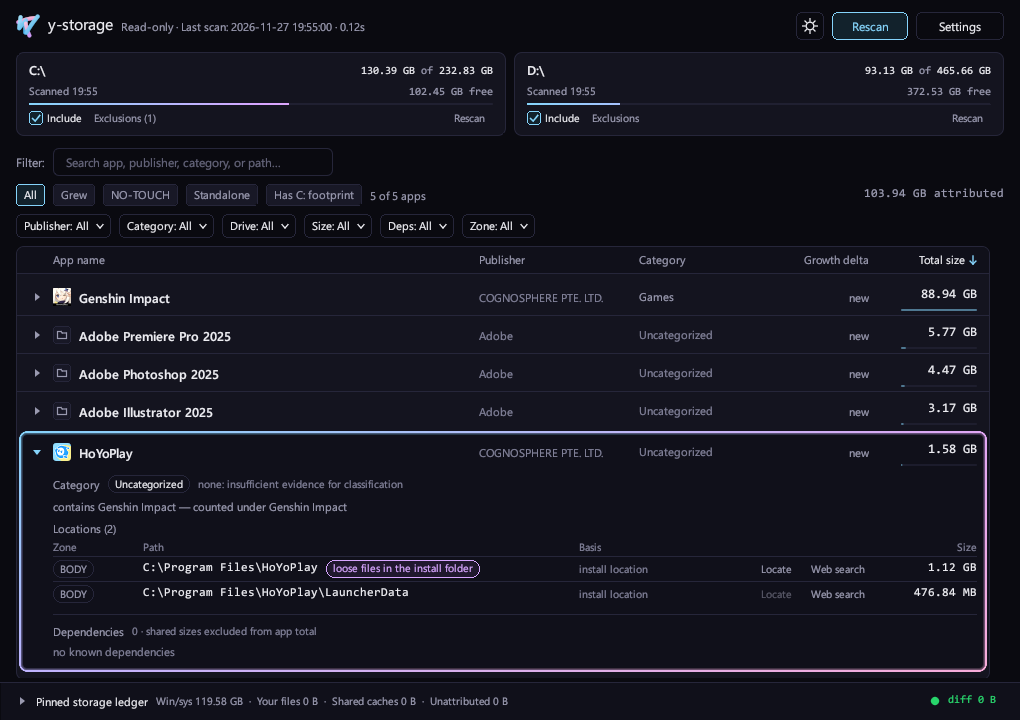 y-storage Read-only · Last scan: 2026-11-27 19:55:00 · 0.12s Rescan Settings
C:\ 130.39 GB of 232.83 GB
Scanned 19:55 102.45 GB free
Include Exclusions (1) Rescan
D:\ 93.13 GB of 465.66 GB
Scanned 19:55 372.53 GB free
Include Exclusions Rescan
Filter: Search app, publisher, category, or path...
All Grew NO-TOUCH Standalone Has C: footprint 5 of 5 apps 103.94 GB attributed
Publisher: All Category: All Drive: All Size: All Deps: All Zone: All
App name Publisher Category Growth delta Total size ↓
Genshin Impact COGNOSPHERE PTE. LTD. Games new 88.94 GB
Adobe Premiere Pro 2025 Adobe Uncategorized new 5.77 GB
Adobe Photoshop 2025 Adobe Uncategorized new 4.47 GB
Adobe Illustrator 2025 Adobe Uncategorized new 3.17 GB
HoYoPlay COGNOSPHERE PTE. LTD. Uncategorized new 1.58 GB
Category Uncategorized none: insufficient evidence for classification
contains Genshin Impact — counted under Genshin Impact
Locations (2)
Zone Path Basis Size
BODY C:\Program Files\HoYoPlay loose files in the install folder install location Locate Web search 1.12 GB
BODY C:\Program Files\HoYoPlay\LauncherData install location Locate Web search 476.84 MB
Dependencies 0 · shared sizes excluded from app total
no known dependencies
Pinned storage ledger Win/sys 119.58 GB · Your files 0 B · Shared caches 0 B · Unattributed 0 B diff 0 B